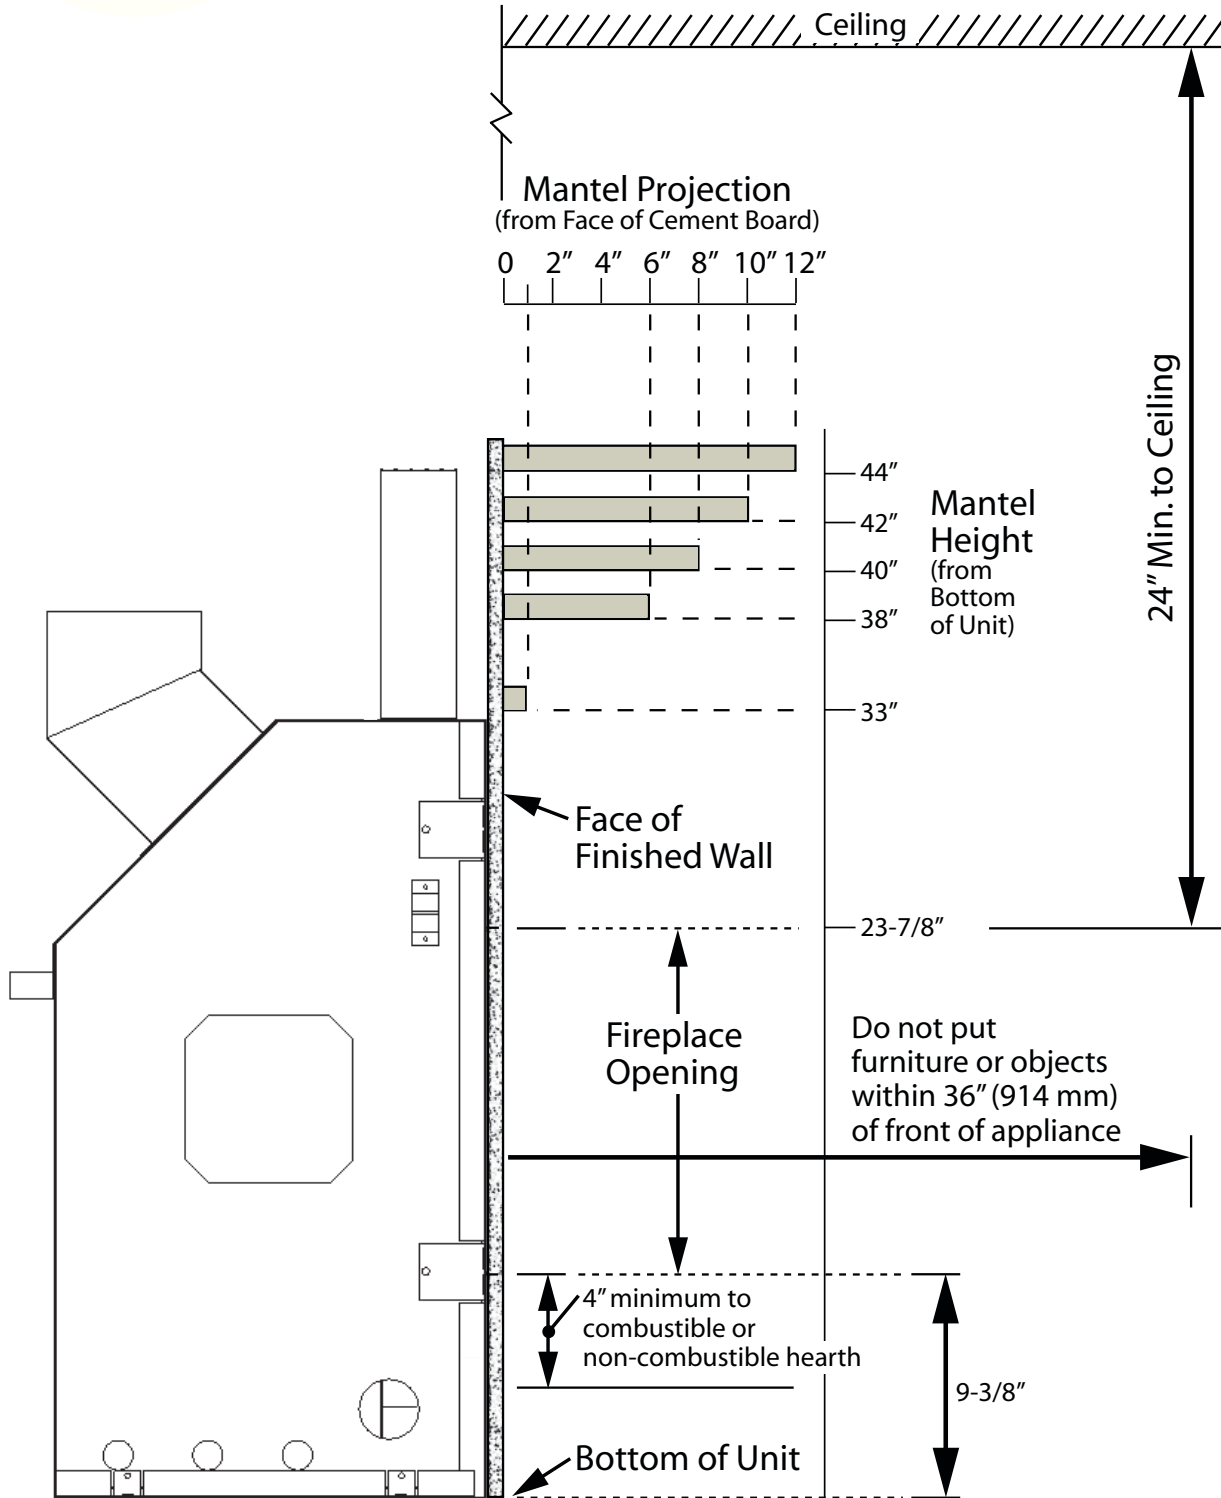 Ceiling
Mantel Projection
(from Face of Cement Board)
0 2” 4” 6” 8” 10” 12”
24” Min. to Ceiling
44”
42”
40”
38”
33”
Mantel
Height
(from
Bottom
of Unit)
Face of
Finished Wall
23-7/8”
Fireplace
Opening
Do not put
furniture or objects
within 36” (914 mm)
of front of appliance
4” minimum to
combustible or
non-combustible hearth
9-3/8”
Bottom of Unit